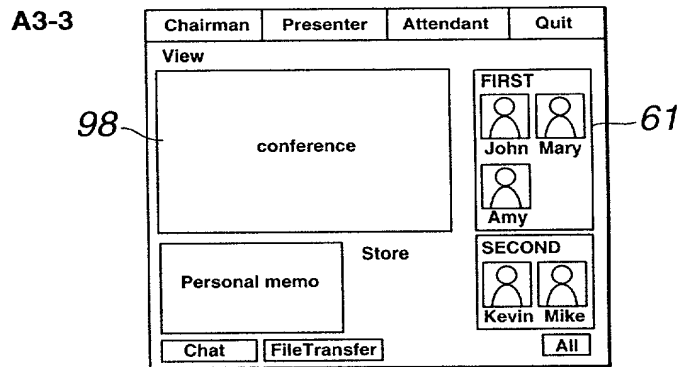 A3-3
Chairman Presenter Attendant Quit
View
98
conference
FIRST
John Mary
Amy
61
Personal memo
Store
SECOND
Kevin Mike
Chat FileTransfer All